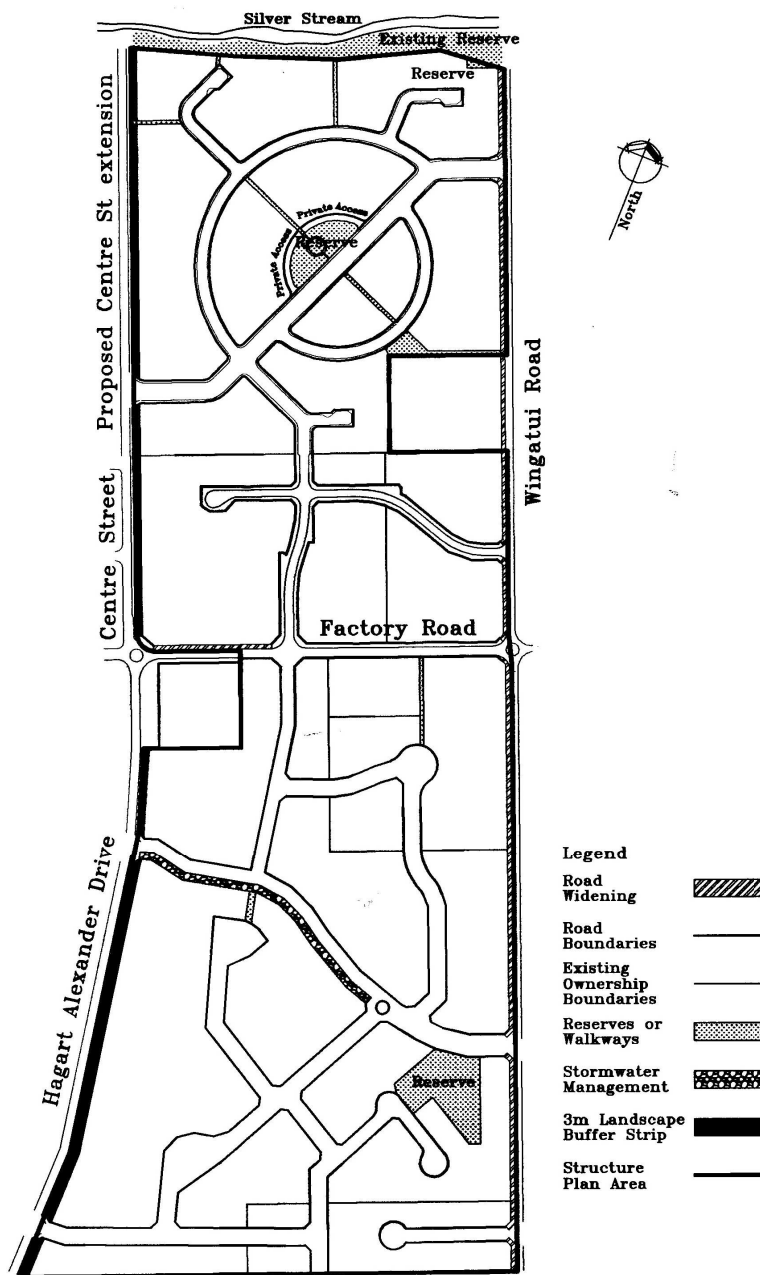 Silver Stream
Existing Reserve
Reserve
Proposed Centre St extension
North
Private Access
Reserve
Private Access
Wingatui Road
Centre Street
Factory Road
Hagart Alexander Drive
Reserve
Legend
Road
Widening
Road
Boundaries
Existing
Ownership
Boundaries
Reserves or
Walkways
Stormwater
Management
3m Landscape
Buffer Strip
Structure
Plan Area